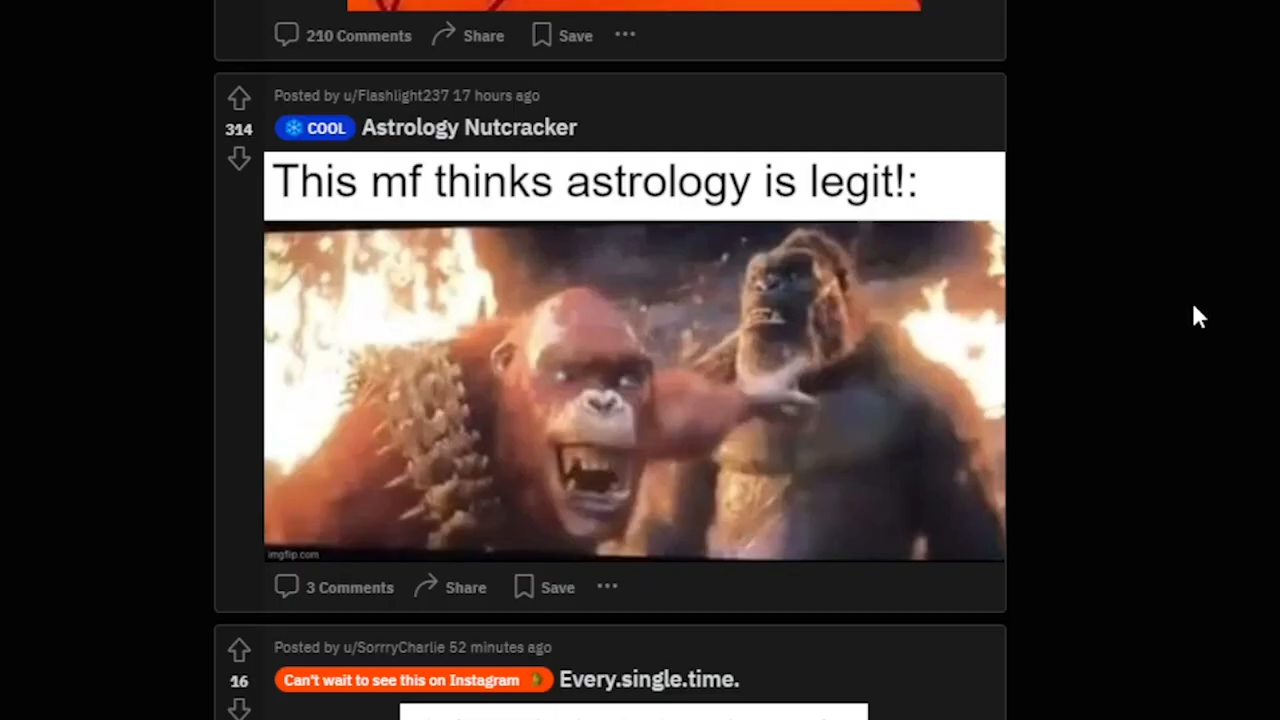 210 Comments Share Save
Posted by u/Flashlight237 17 hours ago
314
COOL Astrology Nutcracker
This mf thinks astrology is legit!:
imgflip.com
3 Comments Share Save
Posted by u/SorrryCharlie 52 minutes ago
16
Can't wait to see this on Instagram Every.single.time.